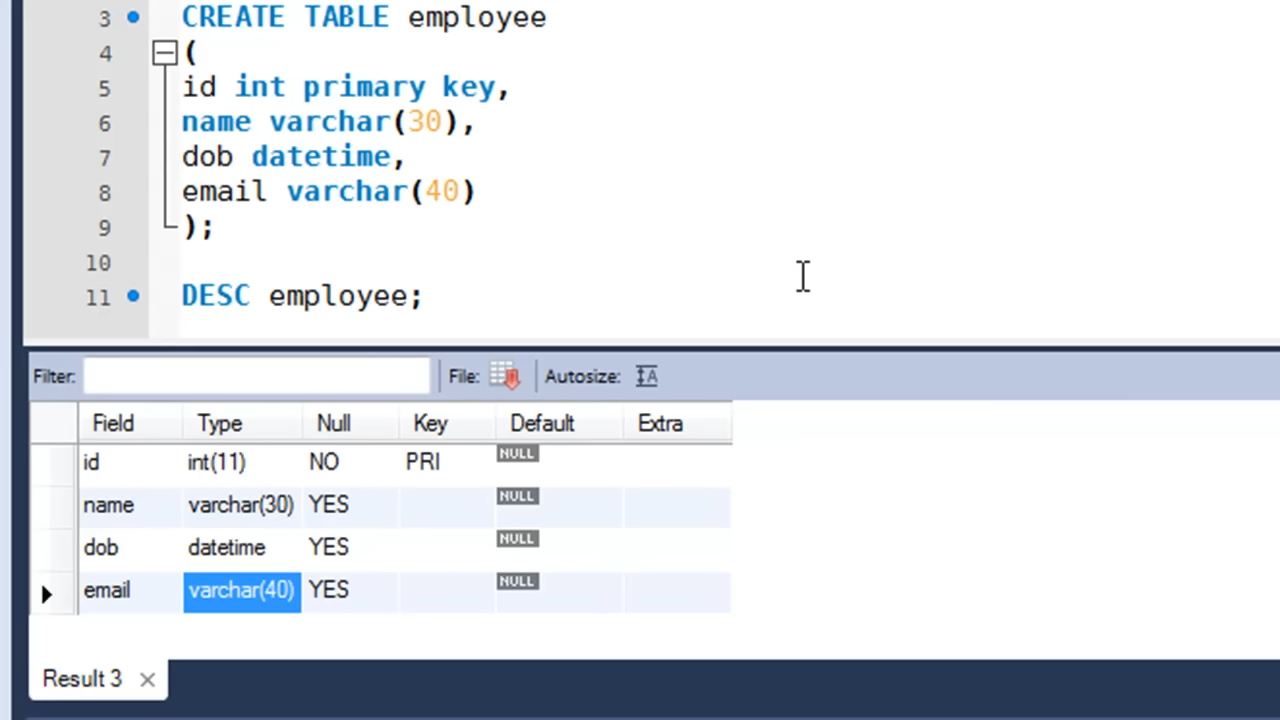 3 CREATE TABLE employee
4 (
5 id int primary key,
6 name varchar(30),
7 dob datetime,
8 email varchar(40)
9 );
10
11 DESC employee;
Filter: File: Autosize: A
Field Type Null Key Default Extra
id int(11) NO PRI NULL
name varchar(30) YES NULL
dob datetime YES NULL
email varchar(40) YES NULL
Result 3